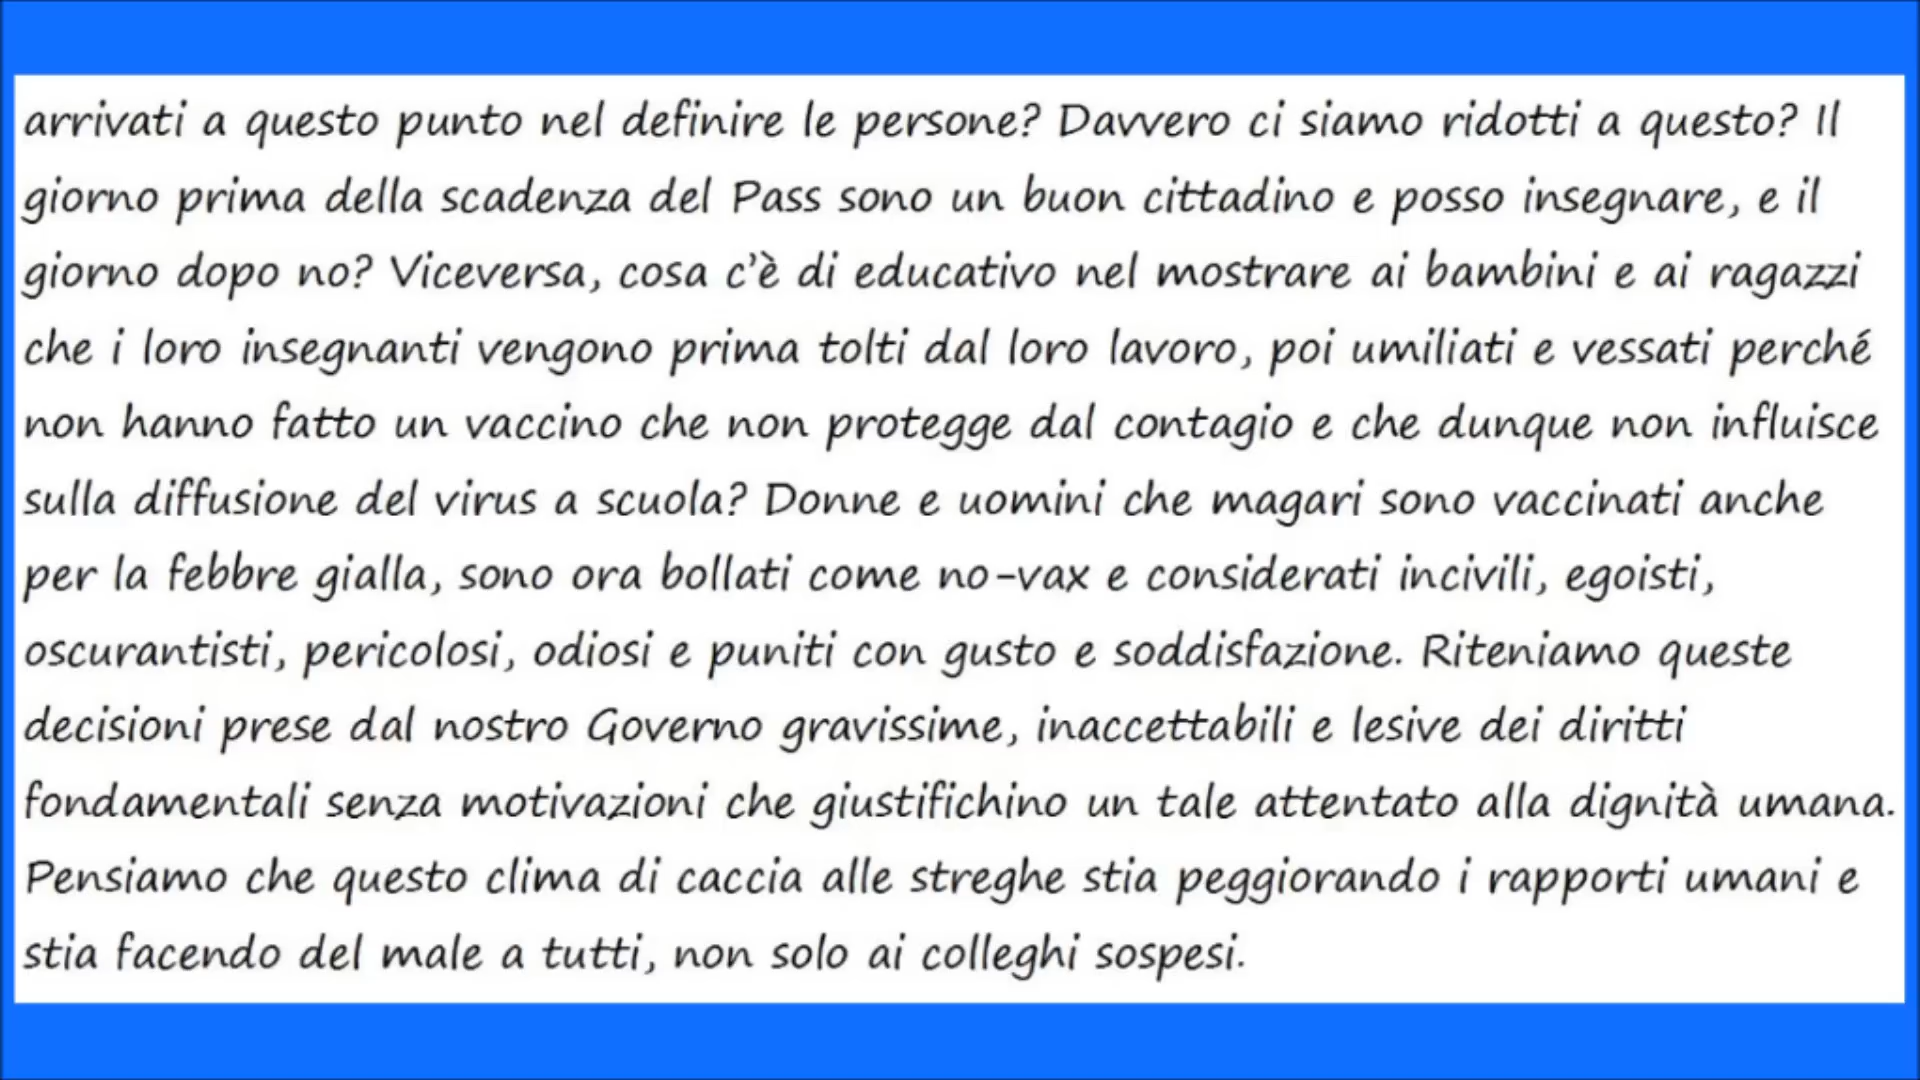 arrivati a questo punto nel definire le persone? Davvero ci siamo ridotti a questo? Il
giorno prima della scadenza del Pass sono un buon cittadino e posso insegnare, e il
giorno dopo no? Viceversa, cosa c’è di educativo nel mostrare ai bambini e ai ragazzi
che i loro insegnanti vengono prima tolti dal loro lavoro, poi umiliati e vessati perché
non hanno fatto un vaccino che non protegge dal contagio e che dunque non influisce
sulla diffusione del virus a scuola? Donne e uomini che magari sono vaccinati anche
per la febbre gialla, sono ora bollati come no-vax e considerati incivili, egoisti,
oscurantisti, pericolosi, odiosi e puniti con gusto e soddisfazione. Riteniamo queste
decisioni prese dal nostro Governo gravissime, inaccettabili e lesive dei diritti
fondamentali senza motivazioni che giustifichino un tale attentato alla dignità umana.
Pensiamo che questo clima di caccia alle streghe stia peggiorando i rapporti umani e
stia facendo del male a tutti, non solo ai colleghi sospesi.